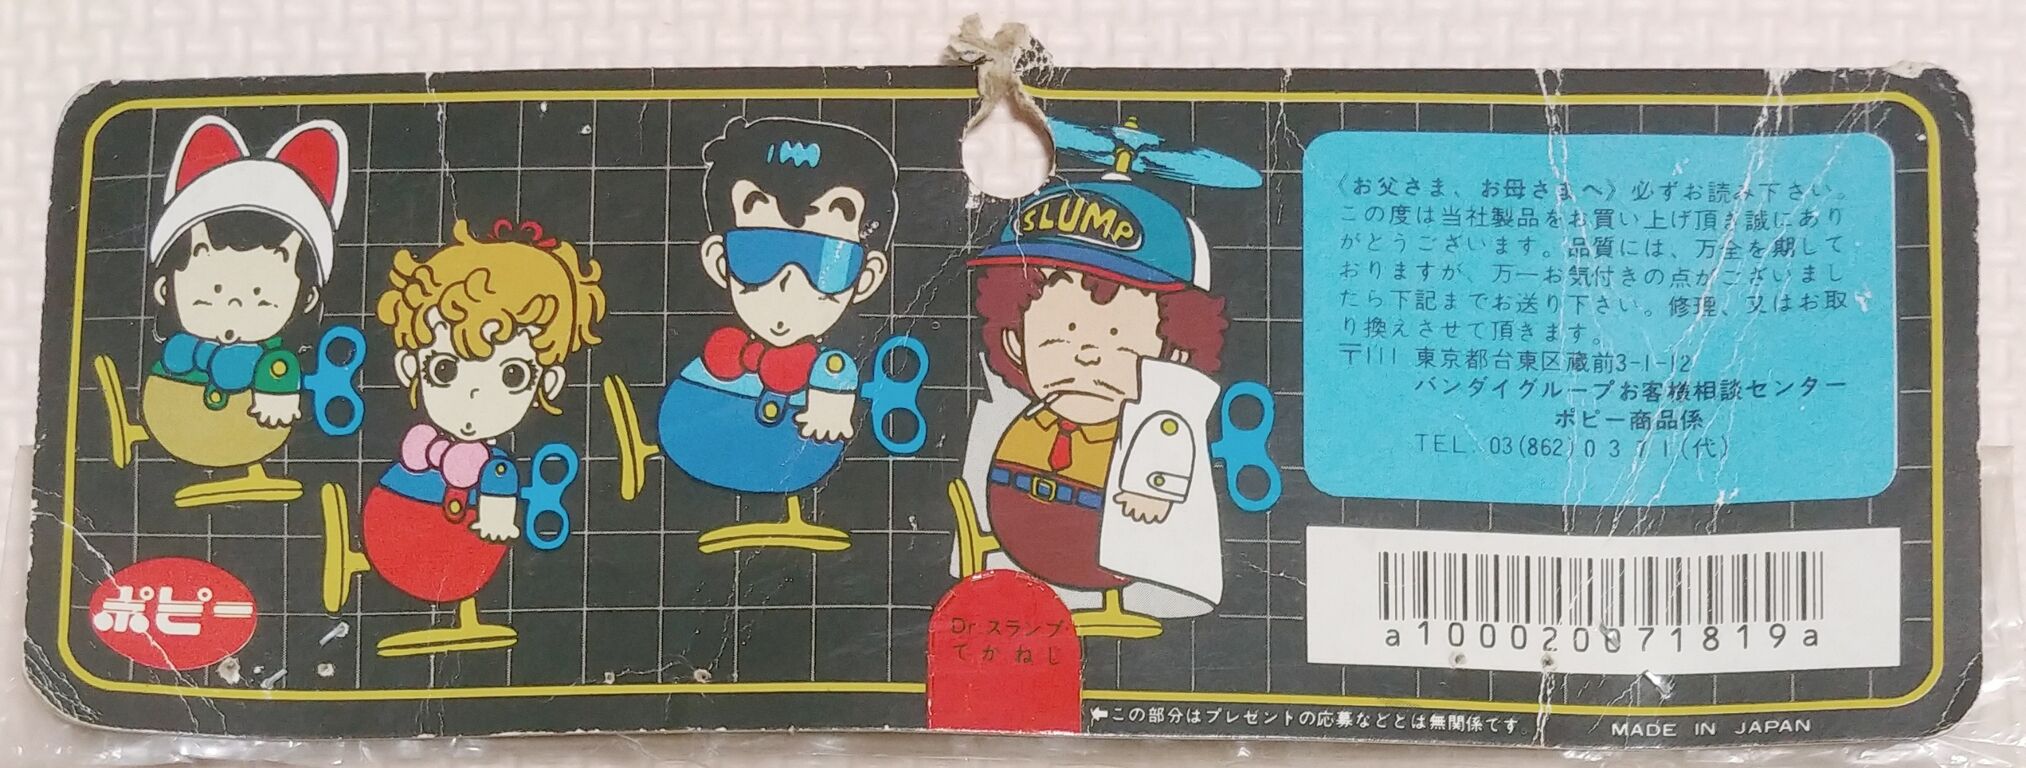 SLUMP
ポピー
Dr.スランプ
でかねじ
《お父さま、お母さまへ》必ずお読み下さい。
この度は当社製品をお買い上げ頂き誠にあり
がとうございます。品質には、万全を期して
おりますが、万一お気付きの点がございまし
たら下記までお送り下さい。修理、又はお取
り換えさせて頂きます。
〒111 東京都台東区蔵前3-1-12
バンダイグループお客様相談センター
ポピー商品係
TEL. 03(862)0371(代)
a1000200071819a
この部分はプレゼントの応募などとは無関係です。
MADE IN JAPAN